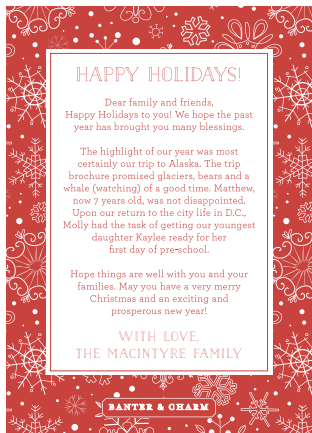 HAPPY HOLIDAYS!
Dear family and friends,
Happy Holidays to you! We hope the past
year has brought you many blessings.
The highlight of our year was most
certainly our trip to Alaska. The trip
brochure promised glaciers, bears and a
whale (watching) of a good time. Matthew,
now 7 years old, was not disappointed.
Upon our return to the city life in D.C.,
Molly had the task of getting our youngest
daughter Kaylee ready for her
first day of pre-school.
Hope things are well with you and your
families. May you have a very merry
Christmas and an exciting and
prosperous new year!
WITH LOVE,
THE MACINTYRE FAMILY
BANTER & CHARM